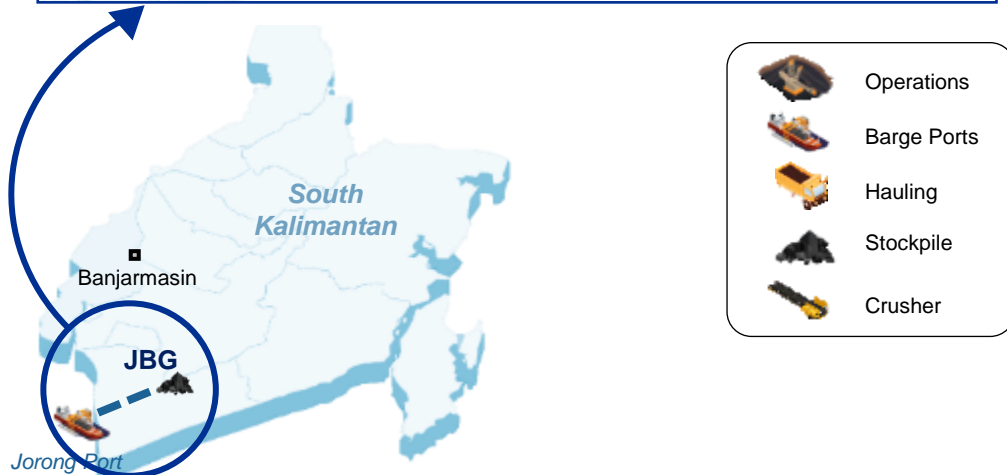 South
Kalimantan
Banjarmasin
JBG
Jorong Port
Operations
Barge Ports
Hauling
Stockpile
Crusher